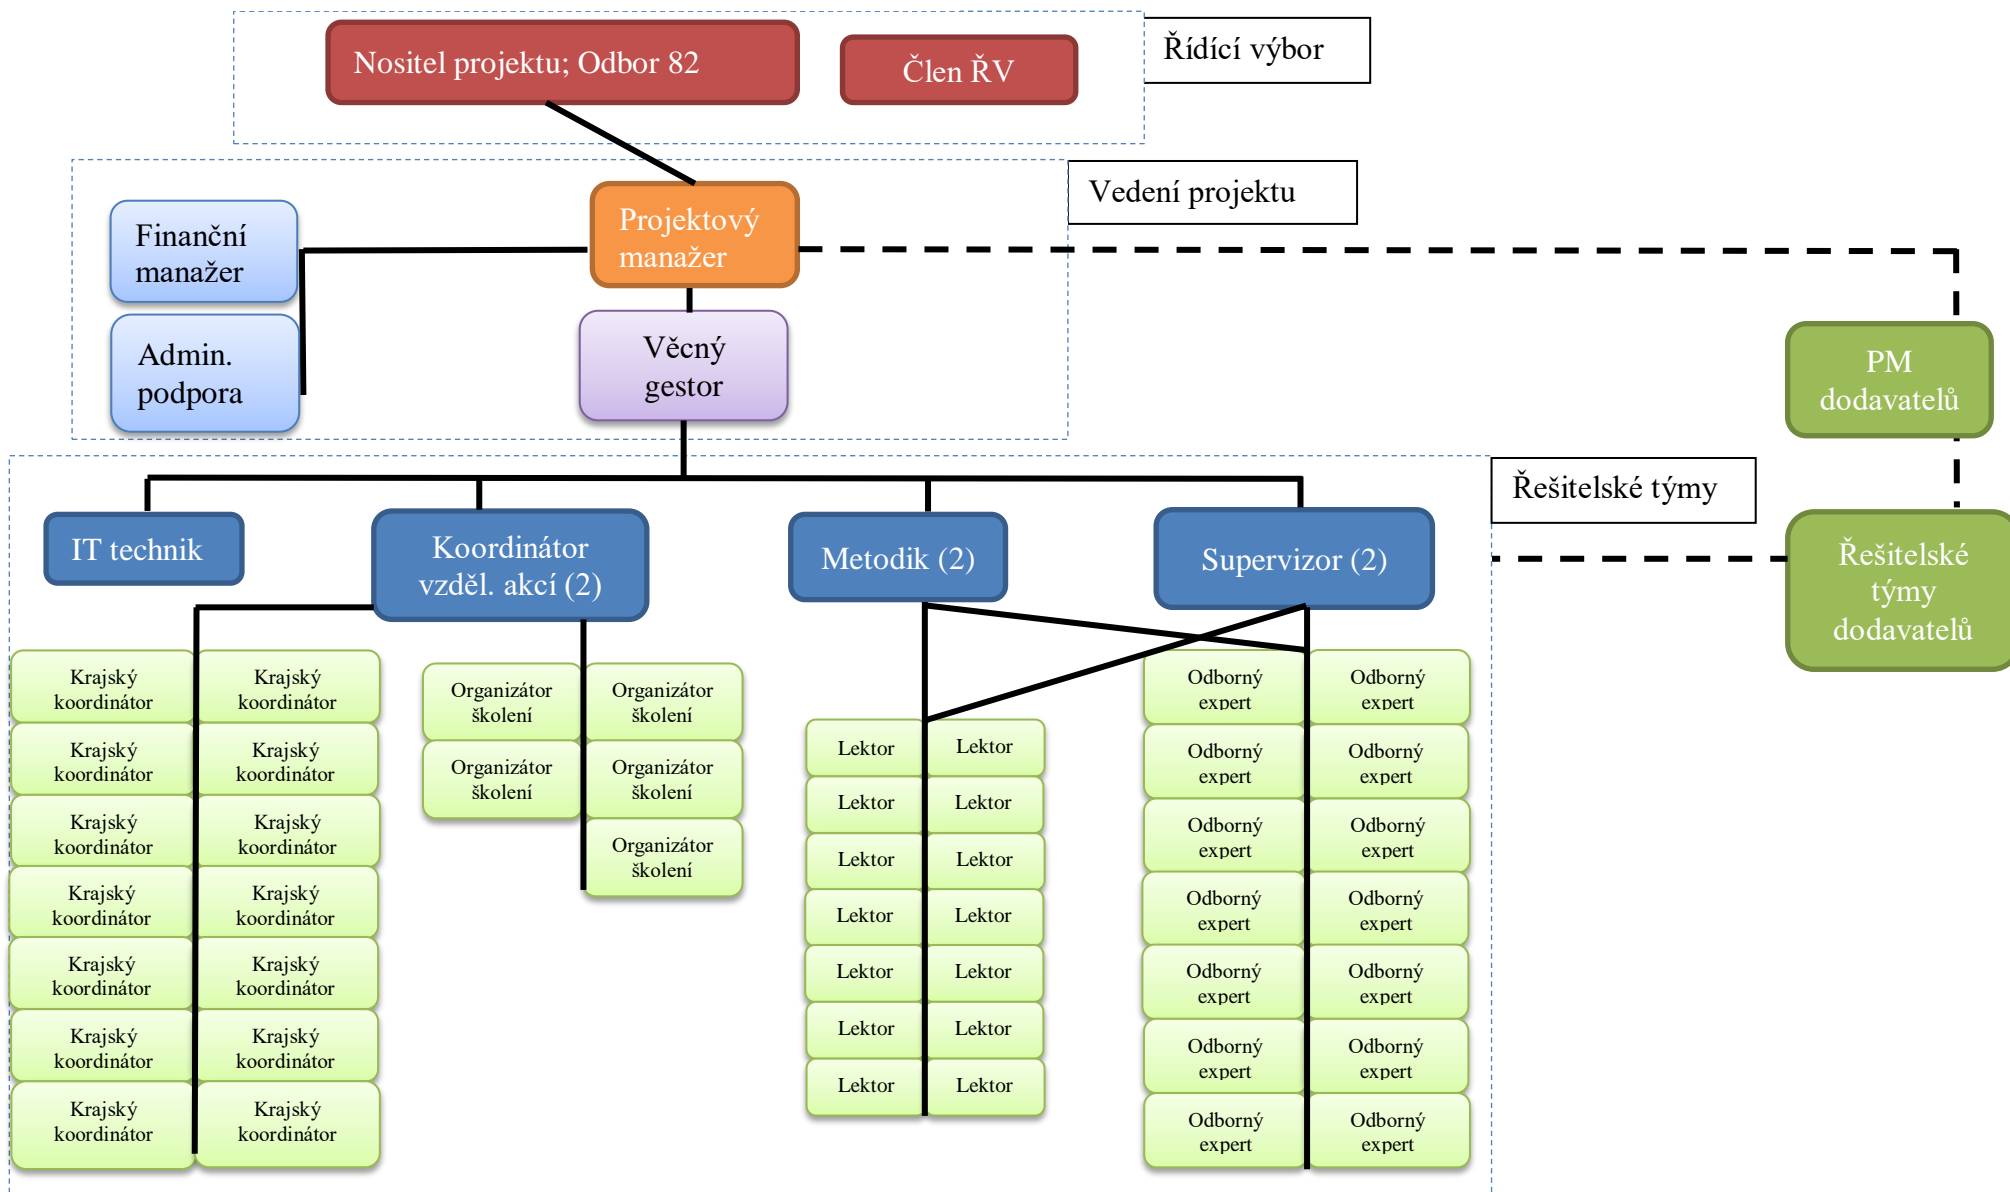 Nositel projektu; Odbor 82
Člen ŘV
Řídící výbor
Vedení projektu
Projektový
manažer
Finanční
manažer
Admin.
podpora
Věcný
gestor
PM
dodavatelů
Řešitelské týmy
IT technik
Koordinátor
vzděl. akcí (2)
Metodik (2)
Supervizor (2)
Řešitelské
týmy
dodavatelů
Krajský
koordinátor
Krajský
koordinátor
Krajský
koordinátor
Krajský
koordinátor
Krajský
koordinátor
Krajský
koordinátor
Krajský
koordinátor
Krajský
koordinátor
Krajský
koordinátor
Krajský
koordinátor
Krajský
koordinátor
Krajský
koordinátor
Krajský
koordinátor
Krajský
koordinátor
Organizátor
školení
Organizátor
školení
Organizátor
školení
Organizátor
školení
Organizátor
školení
Lektor
Lektor
Lektor
Lektor
Lektor
Lektor
Lektor
Lektor
Lektor
Lektor
Lektor
Lektor
Lektor
Lektor
Odborný
expert
Odborný
expert
Odborný
expert
Odborný
expert
Odborný
expert
Odborný
expert
Odborný
expert
Odborný
expert
Odborný
expert
Odborný
expert
Odborný
expert
Odborný
expert
Odborný
expert
Odborný
expert